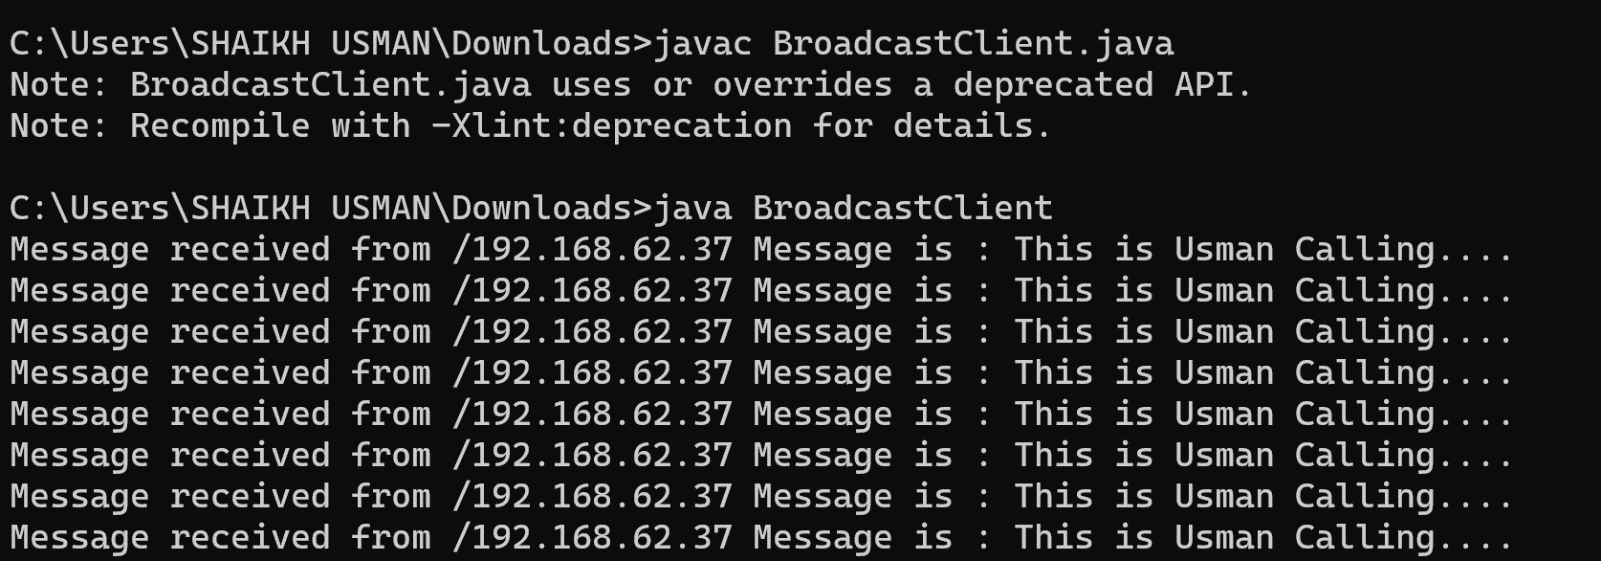 C:\Users\SHAIKH USMAN\Downloads>javac BroadcastClient.java
Note: BroadcastClient.java uses or overrides a deprecated API.
Note: Recompile with -Xlint:deprecation for details.
C:\Users\SHAIKH USMAN\Downloads>java BroadcastClient
Message received from /192.168.62.37 Message is : This is Usman Calling....
Message received from /192.168.62.37 Message is : This is Usman Calling....
Message received from /192.168.62.37 Message is : This is Usman Calling....
Message received from /192.168.62.37 Message is : This is Usman Calling....
Message received from /192.168.62.37 Message is : This is Usman Calling....
Message received from /192.168.62.37 Message is : This is Usman Calling....
Message received from /192.168.62.37 Message is : This is Usman Calling....
Message received from /192.168.62.37 Message is : This is Usman Calling....